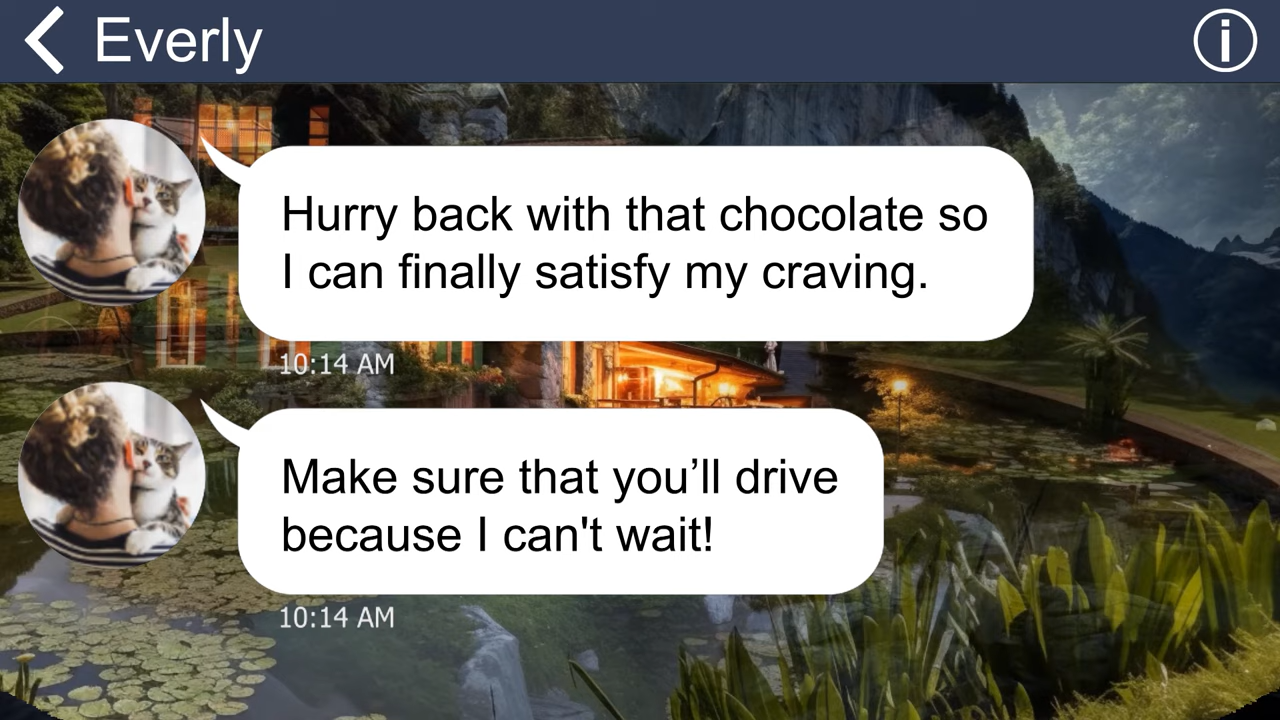 Everly
Hurry back with that chocolate so
I can finally satisfy my craving.
10:14 AM
Make sure that you’ll drive
because I can't wait!
10:14 AM